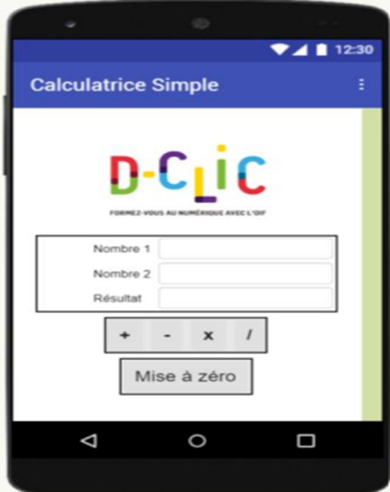 12:30
Calculatrice Simple
D-CLiC
FORMEZ-VOUS AU NUMÉRIQUE AVEC L'OIF
Nombre 1
Nombre 2
Résultat
+ - x /
Mise à zéro